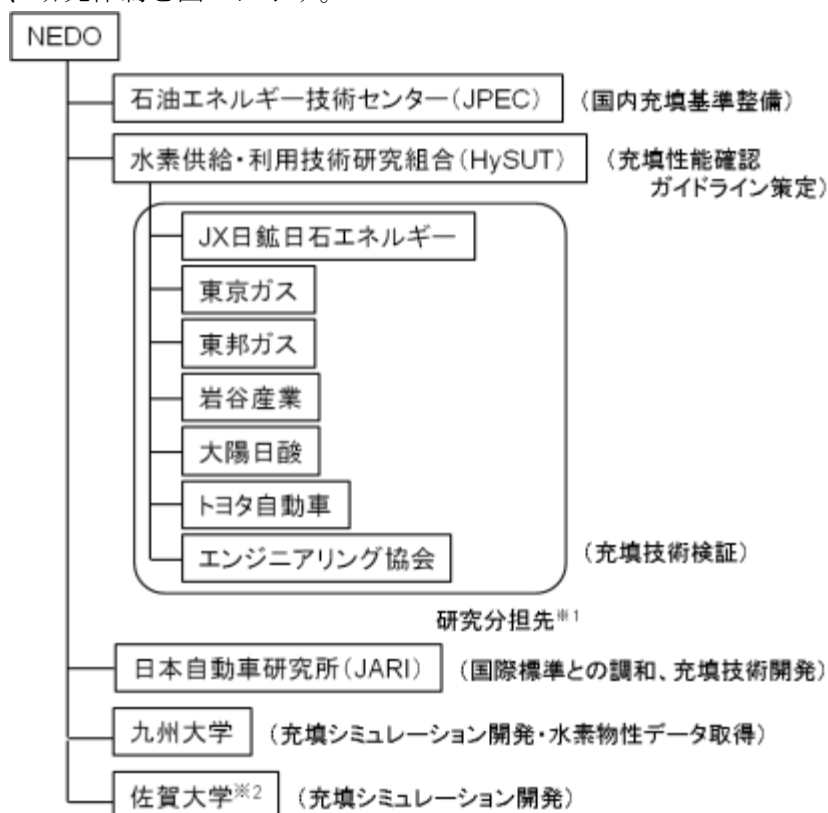 NEDO
石油エネルギー技術センター(JPEC) (国内充填基準整備)
水素供給・利用技術研究組合(HySUT) (充填性能確認
ガイドライン策定)
JX日鉱日石エネルギー
東京ガス
東邦ガス
岩谷産業
大陽日酸
トヨタ自動車
エンジニアリング協会
(充填技術検証)
研究分担先※1
日本自動車研究所(JARI) (国際標準との調和、充填技術開発)
九州大学 (充填シミュレーション開発・水素物性データ取得)
佐賀大学※2 (充填シミュレーション開発)